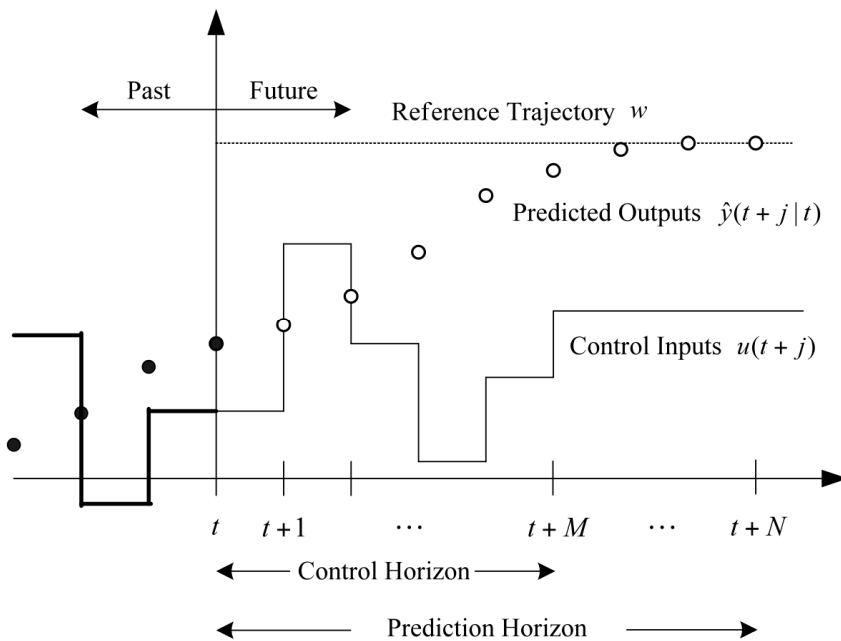 Past Future
Reference Trajectory w
Predicted Outputs ŷ(t + j | t)
Control Inputs u(t + j)
t t+1 ⋯ t+M ⋯ t+N
Control Horizon
Prediction Horizon